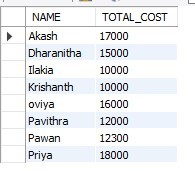 NAME TOTAL_COST
Akash 17000
Dharanitha 15000
Ilakia 10000
Krishanth 10000
oviya 16000
Pavithra 12000
Pawan 12300
Priya 18000